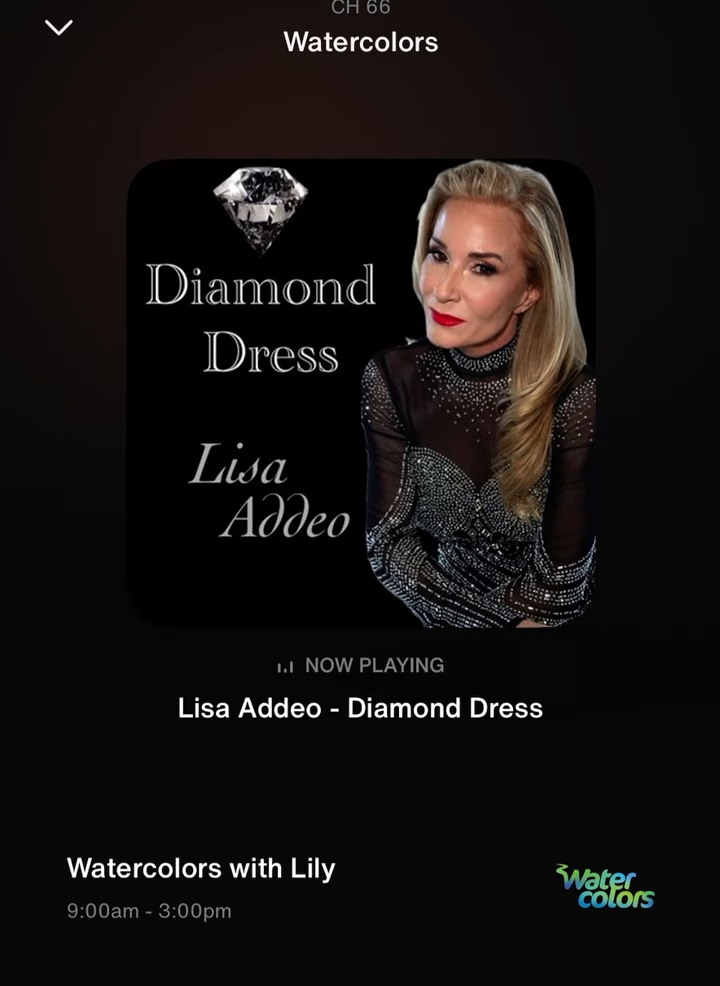 CH 66
Watercolors
Diamond
Dress
Lisa
Addeo
NOW PLAYING
Lisa Addeo - Diamond Dress
Watercolors with Lily
9:00am - 3:00pm
Water
colors